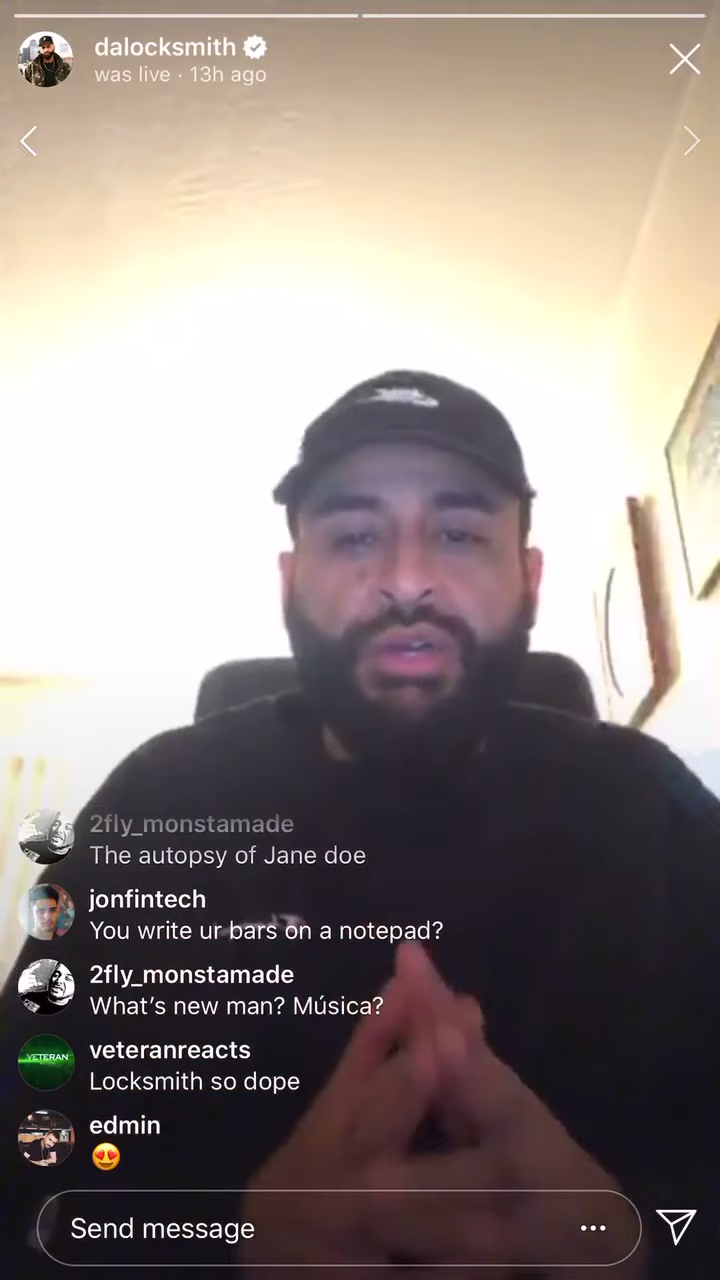 dalocksmith
was live · 13h ago
2fly_monstamade
The autopsy of Jane doe
jonfintech
You write ur bars on a notepad?
2fly_monstamade
What's new man? Música?
VETERAN
veteranreacts
Locksmith so dope
edmin
😍
Send message